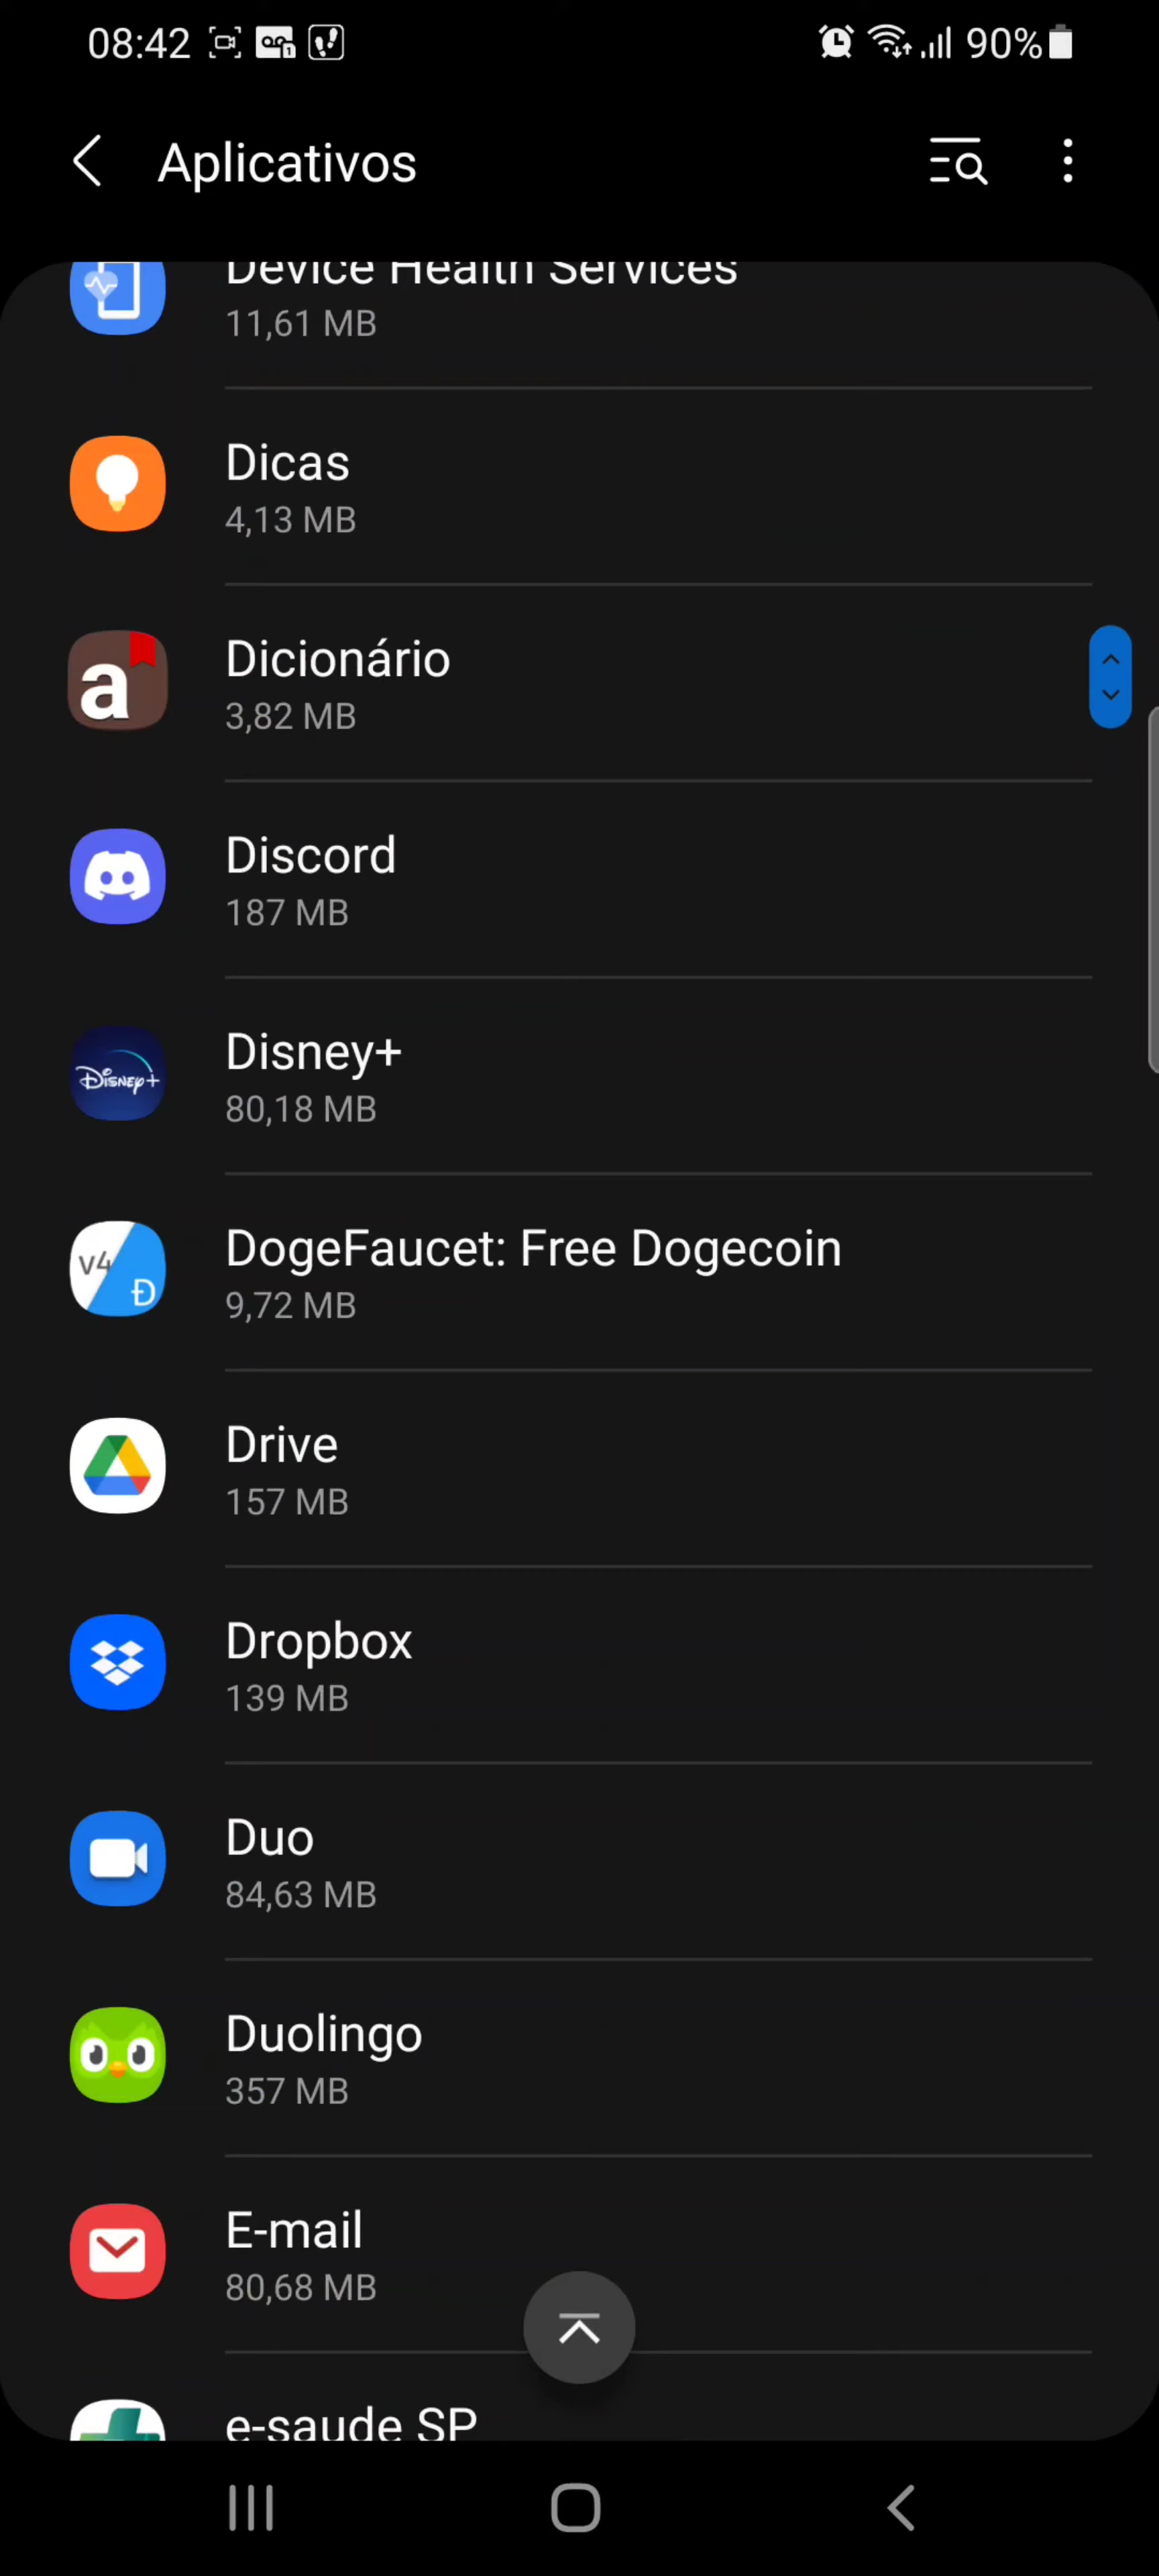 08:42
90%
Aplicativos
Device Health Services
11,61 MB
Dicas
4,13 MB
a
Dicionário
3,82 MB
Discord
187 MB
Disney+
Disney+
80,18 MB
v4
Đ
DogeFaucet: Free Dogecoin
9,72 MB
Drive
157 MB
Dropbox
139 MB
Duo
84,63 MB
Duolingo
357 MB
E-mail
80,68 MB
e-saude SP